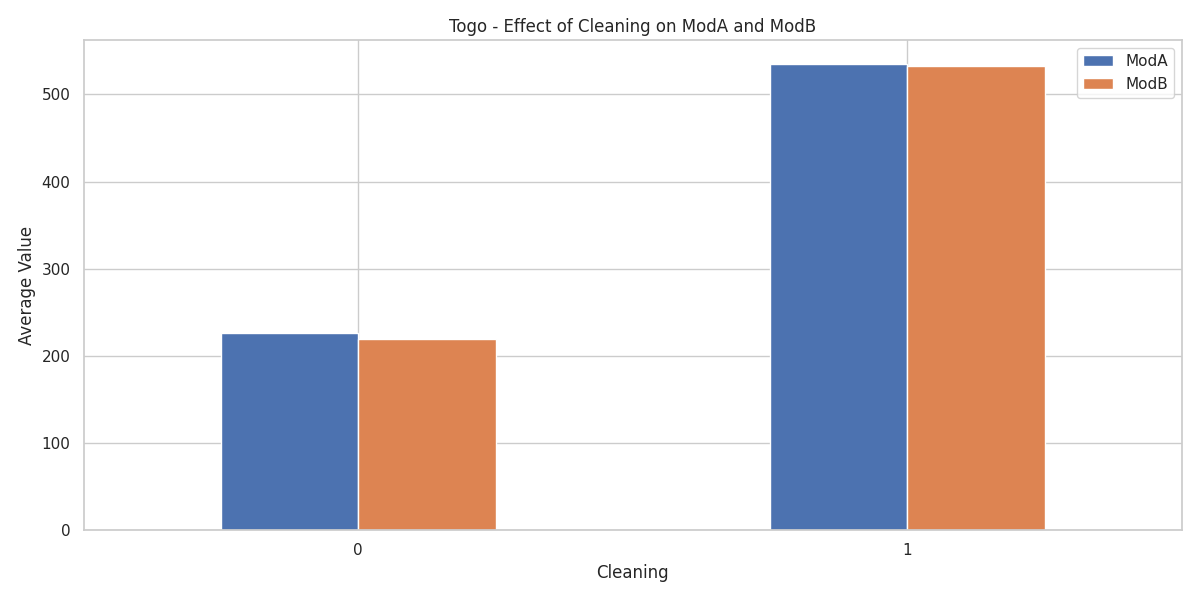 Togo - Effect of Cleaning on ModA and ModB
ModA
ModB
Average Value
500
400
300
200
100
0
0
1
Cleaning